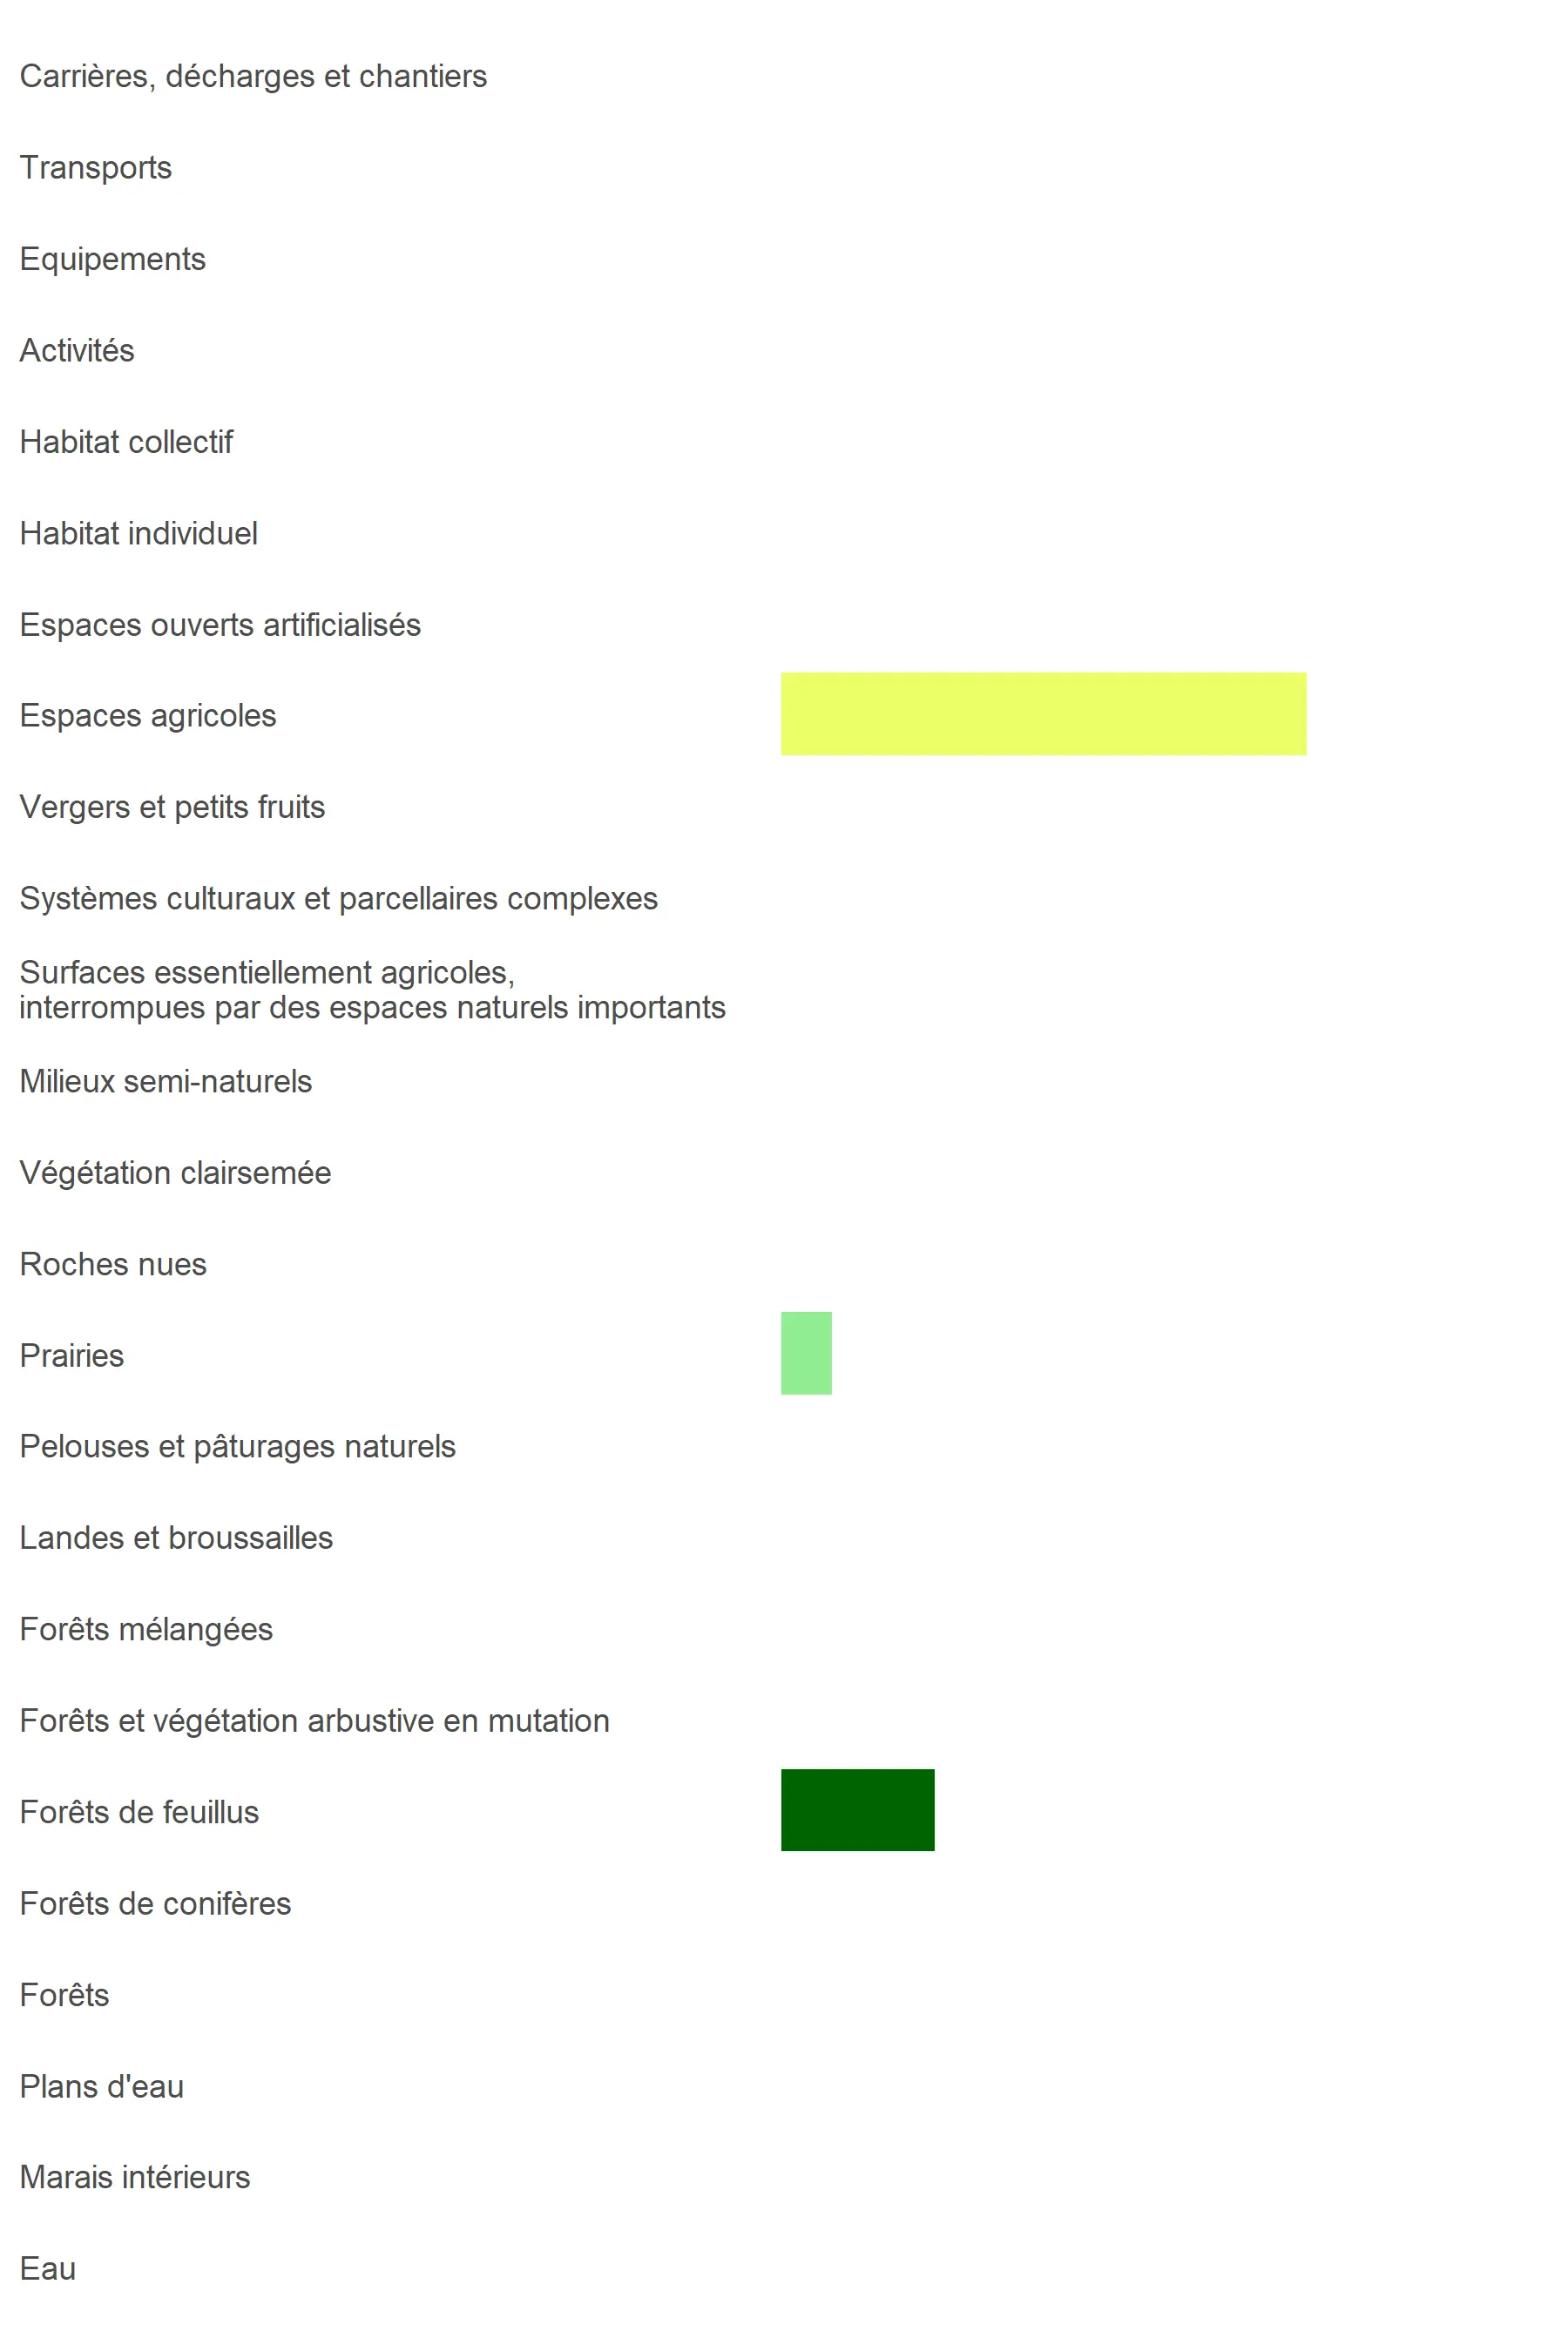 Carrières, décharges et chantiers
Transports
Equipements
Activités
Habitat collectif
Habitat individuel
Espaces ouverts artificialisés
Espaces agricoles
Vergers et petits fruits
Systèmes culturaux et parcellaires complexes
Surfaces essentiellement agricoles,
interrompues par des espaces naturels importants
Milieux semi-naturels
Végétation clairsemée
Roches nues
Prairies
Pelouses et pâturages naturels
Landes et broussailles
Forêts mélangées
Forêts et végétation arbustive en mutation
Forêts de feuillus
Forêts de conifères
Forêts
Plans d'eau
Marais intérieurs
Eau